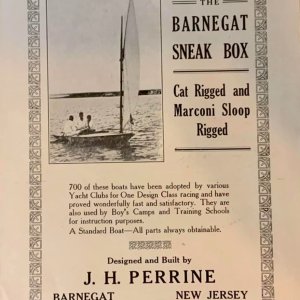 THE
BARNEGAT
SNEAK BOX
Cat Rigged and
Marconi Sloop
Rigged
700 of these boats have been adopted by various
Yacht Clubs for One Design Class racing and have
proved wonderfully fast and satisfactory. They are
also used by Boy's Camps and Training Schools
for instruction purposes.
A Standard Boat—All parts always obtainable.
Designed and Built by
J. H. PERRINE
BARNEGAT NEW JERSEY